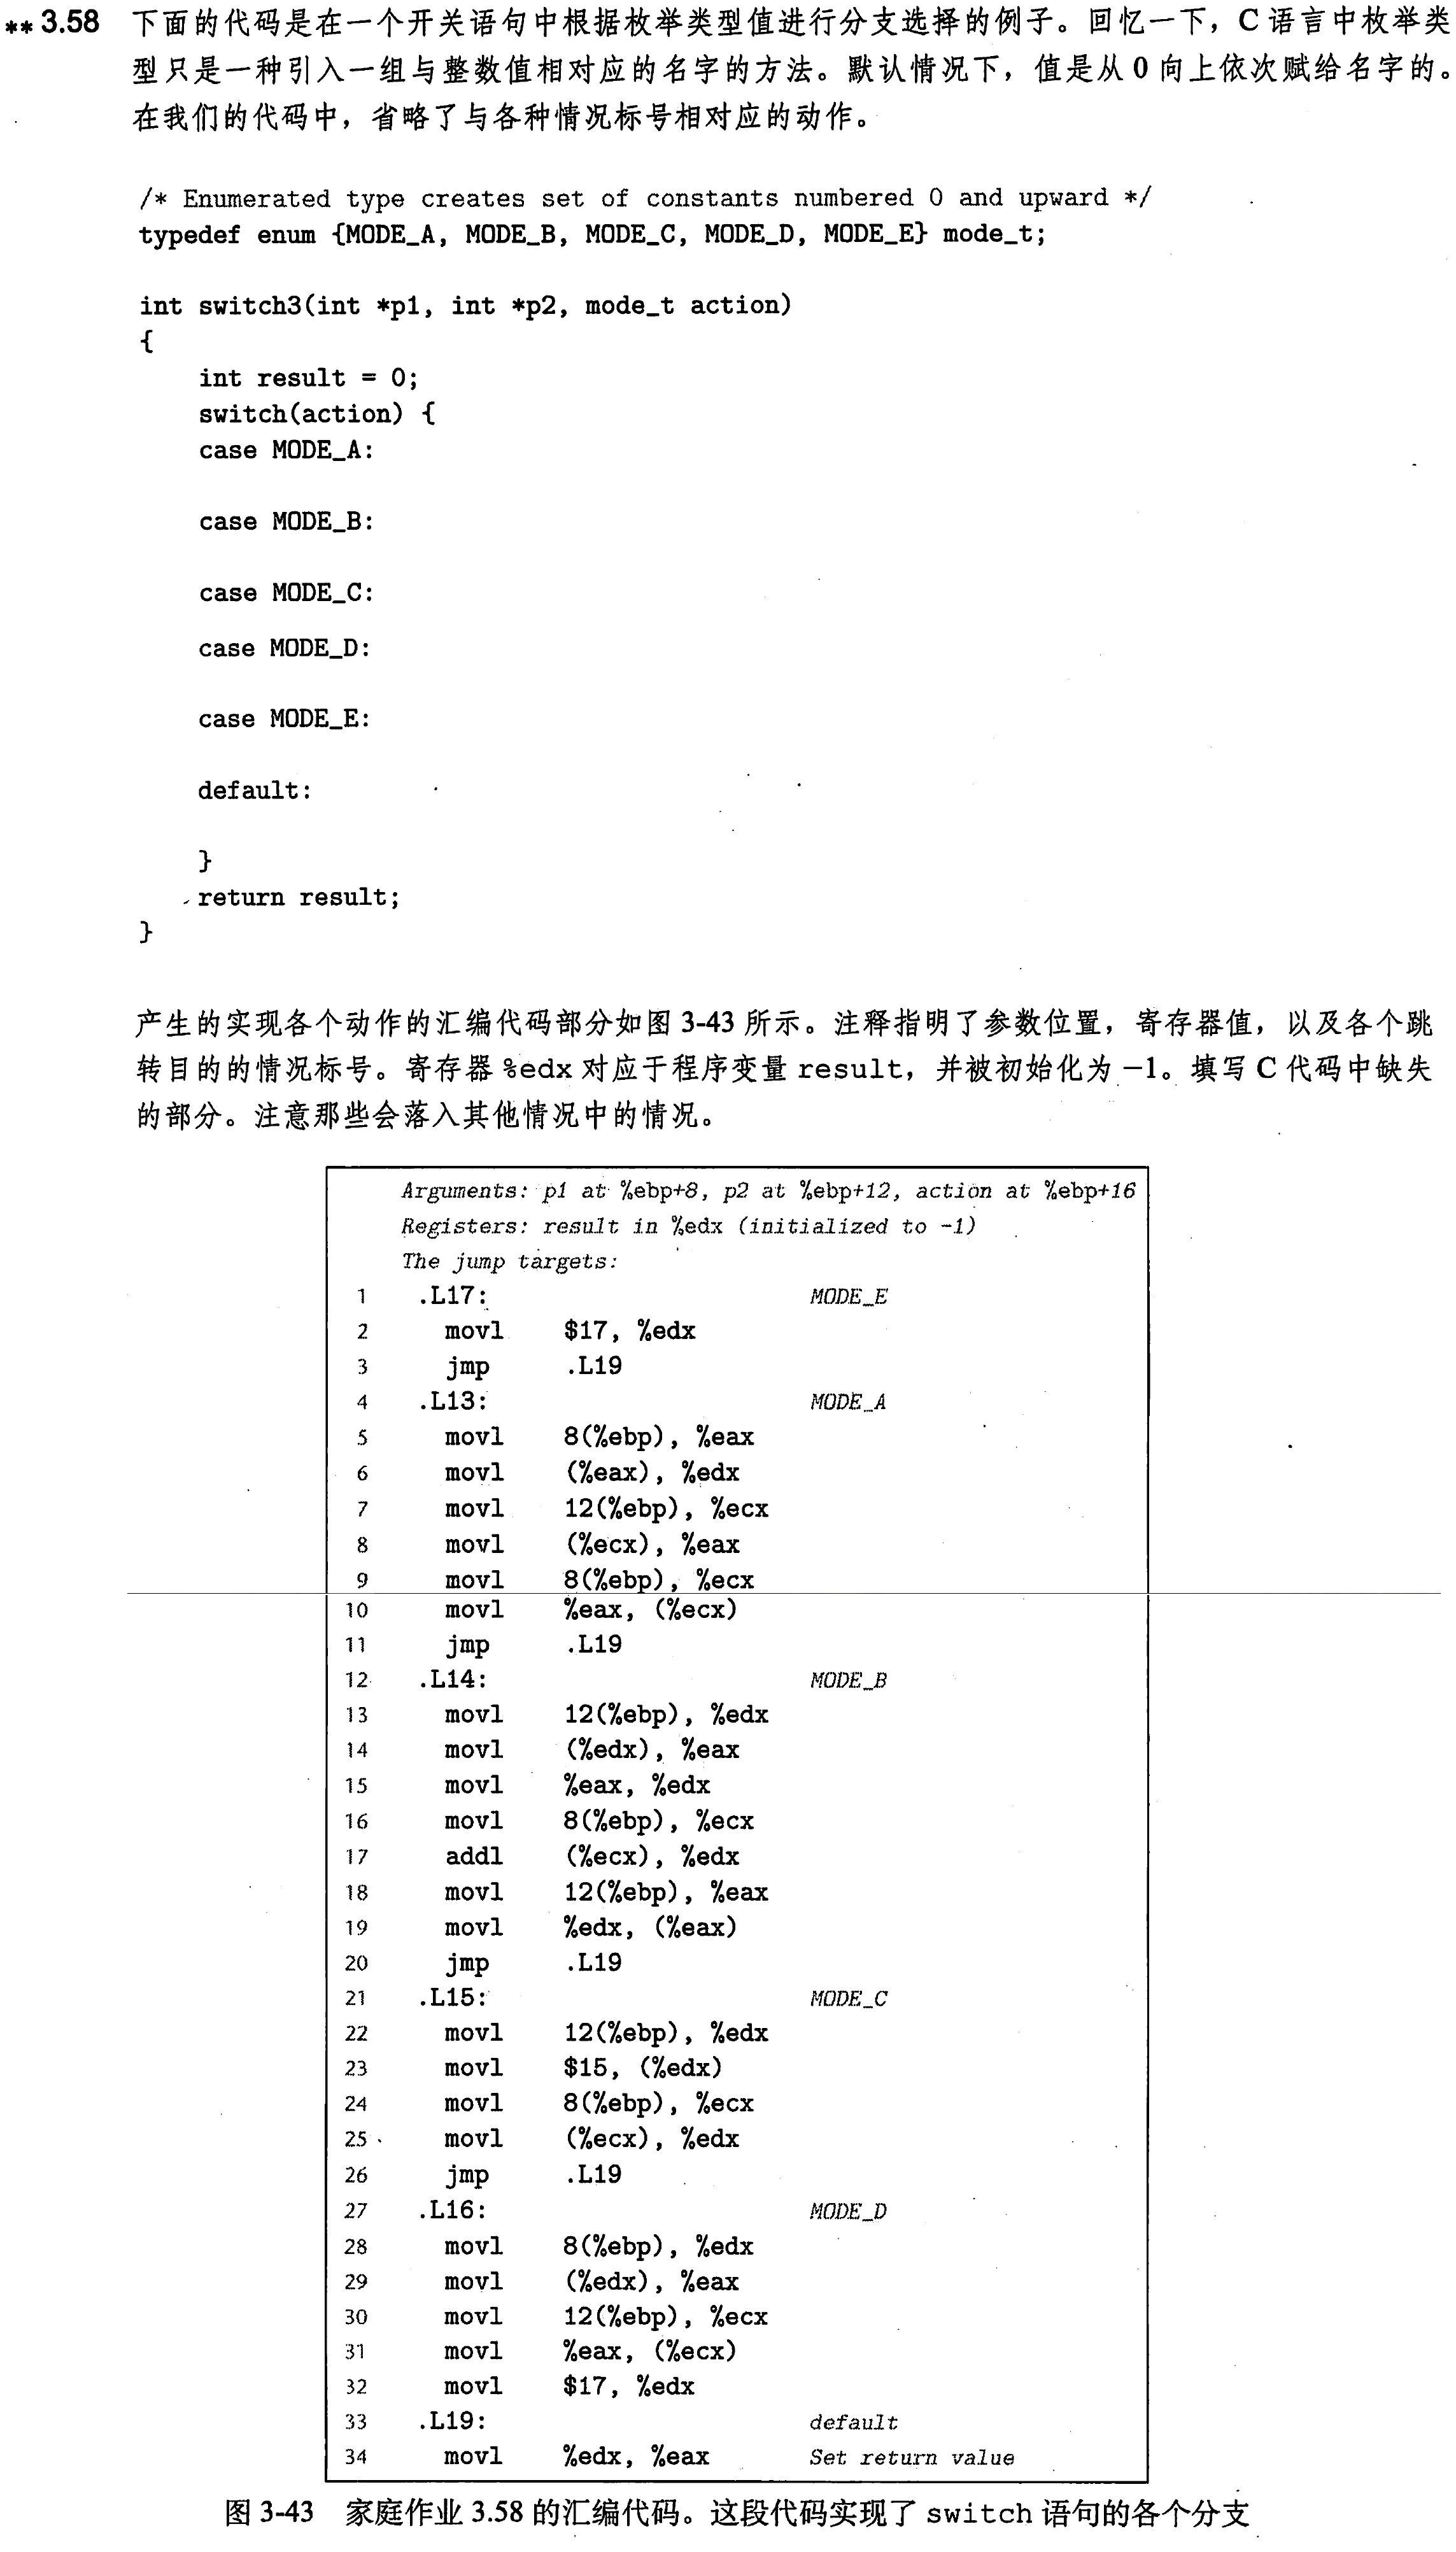 ** 3.58 下面的代码是在一个开关语句中根据枚举类型值进行分支选择的例子。回忆一下，C 语言中枚举类
型只是一种引入一组与整数值相对应的名字的方法。默认情况下，值是从 0 向上依次赋给名字的。
在我们的代码中，省略了与各种情况标号相对应的动作。
/* Enumerated type creates set of constants numbered 0 and upward */
typedef enum {MODE_A, MODE_B, MODE_C, MODE_D, MODE_E} mode_t;
int switch3(int *p1, int *p2, mode_t action)
{
int result = 0;
switch(action) {
case MODE_A:
case MODE_B:
case MODE_C:
case MODE_D:
case MODE_E:
default:
}
return result;
}
产生的实现各个动作的汇编代码部分如图 3-43 所示。注释指明了参数位置，寄存器值，以及各个跳
转目的的情况标号。寄存器 %edx 对应于程序变量 result，并被初始化为 −1。填写 C 代码中缺失
的部分。注意那些会落入其他情况中的情况。
Arguments: p1 at %ebp+8, p2 at %ebp+12, action at %ebp+16
Registers: result in %edx (initialized to -1)
The jump targets:
1 .L17: MODE_E
2 movl $17, %edx
3 jmp .L19
4 .L13: MODE_A
5 movl 8(%ebp), %eax
6 movl (%eax), %edx
7 movl 12(%ebp), %ecx
8 movl (%ecx), %eax
9 movl 8(%ebp), %ecx
10 movl %eax, (%ecx)
11 jmp .L19
12 .L14: MODE_B
13 movl 12(%ebp), %edx
14 movl (%edx), %eax
15 movl %eax, %edx
16 movl 8(%ebp), %ecx
17 addl (%ecx), %edx
18 movl 12(%ebp), %eax
19 movl %edx, (%eax)
20 jmp .L19
21 .L15: MODE_C
22 movl 12(%ebp), %edx
23 movl $15, (%edx)
24 movl 8(%ebp), %ecx
25 movl (%ecx), %edx
26 jmp .L19
27 .L16: MODE_D
28 movl 8(%ebp), %edx
29 movl (%edx), %eax
30 movl 12(%ebp), %ecx
31 movl %eax, (%ecx)
32 movl $17, %edx
33 .L19: default
34 movl %edx, %eax Set return value
图 3-43 家庭作业 3.58 的汇编代码。这段代码实现了 switch 语句的各个分支